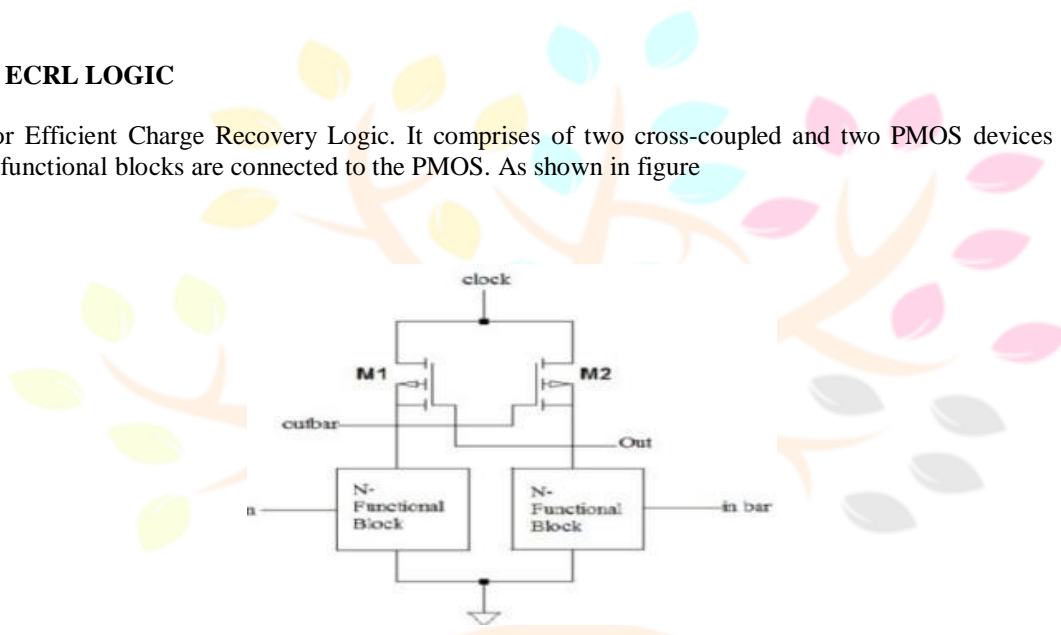 ECRL LOGIC
or Efficient Charge Recovery Logic. It comprises of two cross-coupled and two PMOS devices
functional blocks are connected to the PMOS. As shown in figure
clock
M1 M2
outbar
Out
N-
Functional
Block
N-
Functional
Block
n
in bar